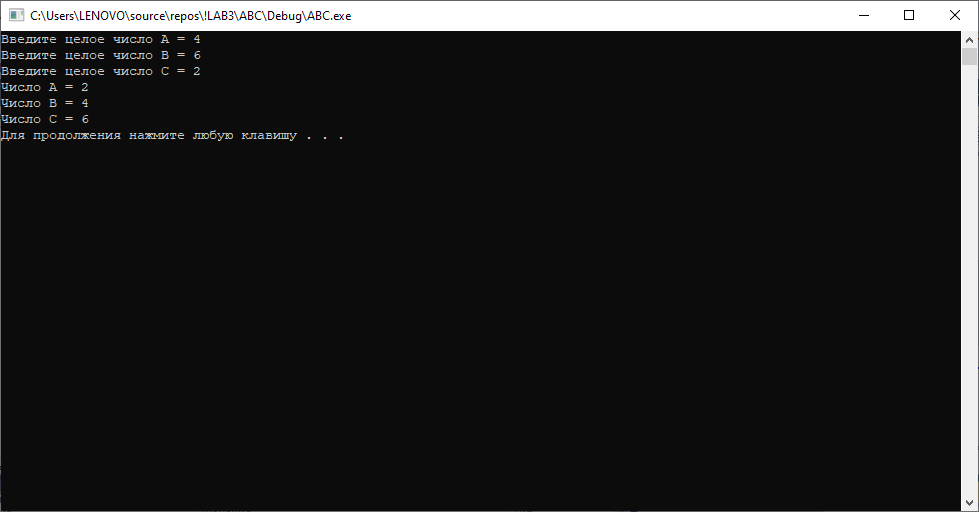 C:\Users\LENOVO\source\repos\!LAB3\ABC\Debug\ABC.exe
Введите целое число A = 4
Введите целое число B = 6
Введите целое число C = 2
Число A = 2
Число B = 4
Число C = 6
Для продолжения нажмите любую клавишу . . .